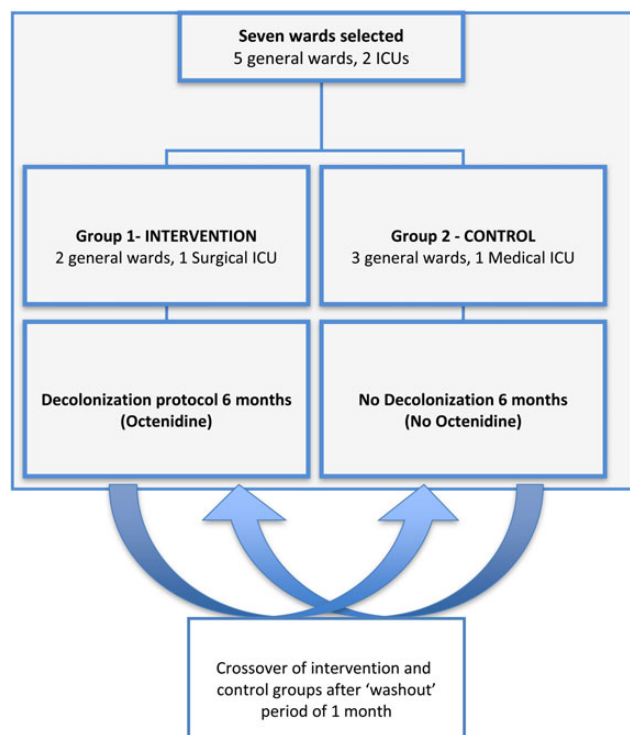 Seven wards selected
5 general wards, 2 ICUs
Group 1- INTERVENTION
2 general wards, 1 Surgical ICU
Group 2 - CONTROL
3 general wards, 1 Medical ICU
Decolonization protocol 6 months
(Octenidine)
No Decolonization 6 months
(No Octenidine)
Crossover of intervention and
control groups after ‘washout’
period of 1 month